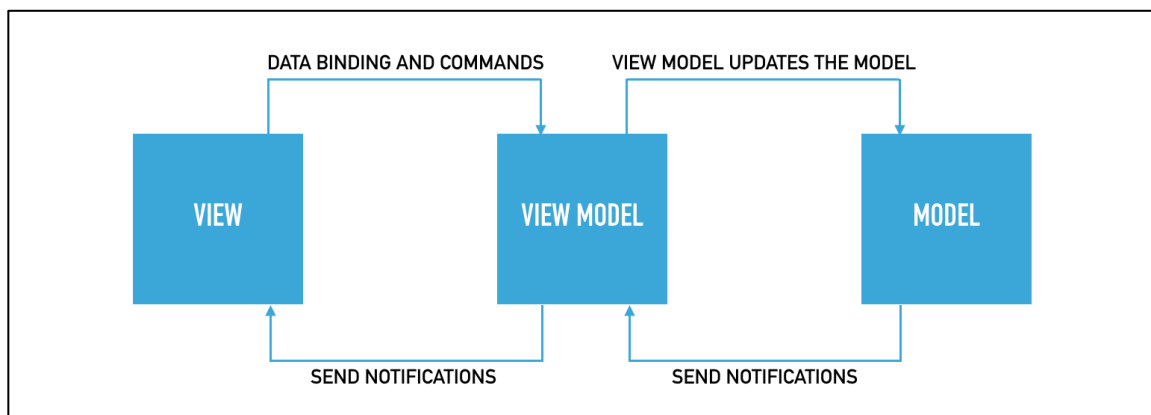 DATA BINDING AND COMMANDS
VIEW MODEL UPDATES THE MODEL
VIEW
VIEW MODEL
MODEL
SEND NOTIFICATIONS
SEND NOTIFICATIONS